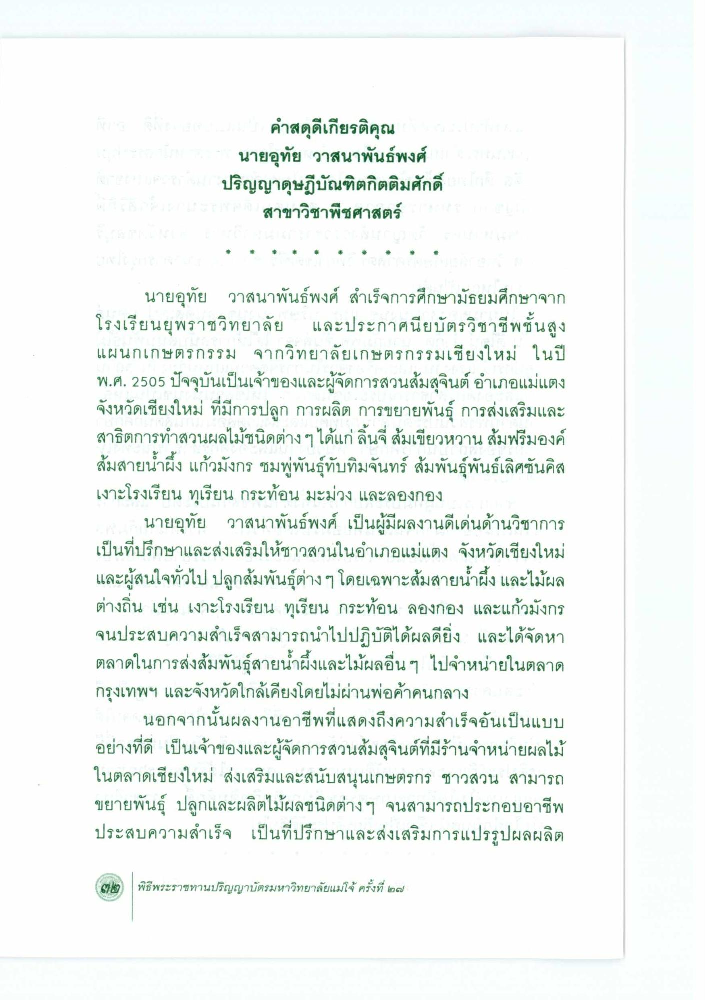 คำสดุดีเกียรติคุณ
นายอุทัย วาสนาพันธ์พงศ์
ปริญญาดุษฎีบัณฑิตกิตติมศักดิ์
สาขาวิชาพืชศาสตร์
* * * * * * * * * *
นายอุทัย วาสนาพันธ์พงศ์ สำเร็จการศึกษามัธยมศึกษาจาก
โรงเรียนยุพราชวิทยาลัย และประกาศนียบัตรวิชาชีพชั้นสูง
แผนกเกษตรกรรม จากวิทยาลัยเกษตรกรรมเชียงใหม่ ในปี
พ.ศ. 2505 ปัจจุบันเป็นเจ้าของและผู้จัดการสวนส้มสุจินต์ อำเภอแม่แตง
จังหวัดเชียงใหม่ ที่มีการปลูก การผลิต การขยายพันธุ์ การส่งเสริมและ
สาธิตการทำสวนผลไม้ชนิดต่าง ๆ ได้แก่ ลิ้นจี่ ส้มเขียวหวาน ส้มฟรีมองค์
ส้มสายน้ำผึ้ง แก้วมังกร ชมพู่พันธุ์ทับทิมจันทร์ ส้มพันธุ์พันธ์เลิศซันคิส
เงาะโรงเรียน ทุเรียน กระท้อน มะม่วง และลองกอง
นายอุทัย วาสนาพันธ์พงศ์ เป็นผู้มีผลงานดีเด่นด้านวิชาการ
เป็นที่ปรึกษาและส่งเสริมให้ชาวสวนในอำเภอแม่แตง จังหวัดเชียงใหม่
และผู้สนใจทั่วไป ปลูกส้มพันธุ์ต่าง ๆ โดยเฉพาะส้มสายน้ำผึ้ง และไม้ผล
ต่างถิ่น เช่น เงาะโรงเรียน ทุเรียน กระท้อน ลองกอง และแก้วมังกร
จนประสบความสำเร็จสามารถนำไปปฏิบัติได้ผลดียิ่ง และได้จัดหา
ตลาดในการส่งส้มพันธุ์สายน้ำผึ้งและไม้ผลอื่น ๆ ไปจำหน่ายในตลาด
กรุงเทพฯ และจังหวัดใกล้เคียงโดยไม่ผ่านพ่อค้าคนกลาง
นอกจากนั้นผลงานอาชีพที่แสดงถึงความสำเร็จอันเป็นแบบ
อย่างที่ดี เป็นเจ้าของและผู้จัดการสวนส้มสุจินต์ที่มีร้านจำหน่ายผลไม้
ในตลาดเชียงใหม่ ส่งเสริมและสนับสนุนเกษตรกร ชาวสวน สามารถ
ขยายพันธุ์ ปลูกและผลิตไม้ผลชนิดต่าง ๆ จนสามารถประกอบอาชีพ
ประสบความสำเร็จ เป็นที่ปรึกษาและส่งเสริมการแปรรูปผลผลิต
๓๒ พิธีพระราชทานปริญญาบัตรมหาวิทยาลัยแม่โจ้ ครั้งที่ ๒๗